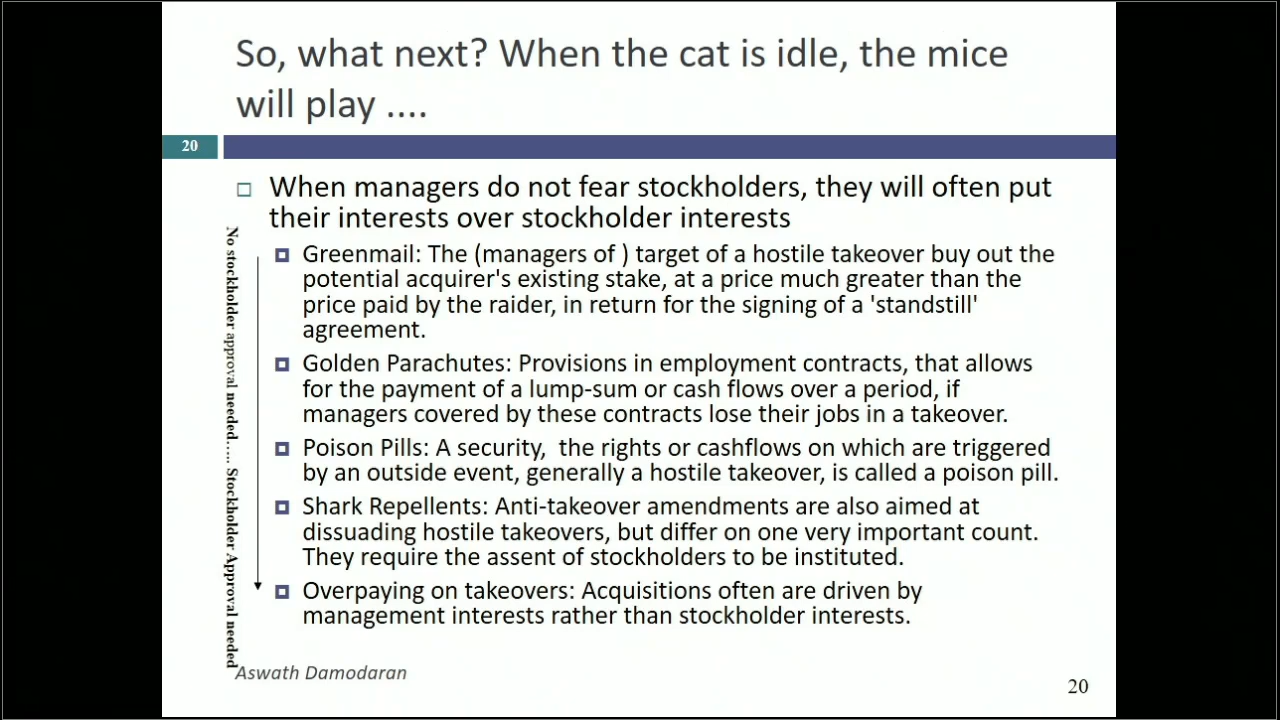 So, what next? When the cat is idle, the mice
will play ....
20
When managers do not fear stockholders, they will often put
their interests over stockholder interests
No stockholder approval needed..... Stockholder Approval needed
Greenmail: The (managers of ) target of a hostile takeover buy out the
potential acquirer's existing stake, at a price much greater than the
price paid by the raider, in return for the signing of a 'standstill'
agreement.
Golden Parachutes: Provisions in employment contracts, that allows
for the payment of a lump-sum or cash flows over a period, if
managers covered by these contracts lose their jobs in a takeover.
Poison Pills: A security,  the rights or cashflows on which are triggered
by an outside event, generally a hostile takeover, is called a poison pill.
Shark Repellents: Anti-takeover amendments are also aimed at
dissuading hostile takeovers, but differ on one very important count.
They require the assent of stockholders to be instituted.
Overpaying on takeovers: Acquisitions often are driven by
management interests rather than stockholder interests.
Aswath Damodaran
20